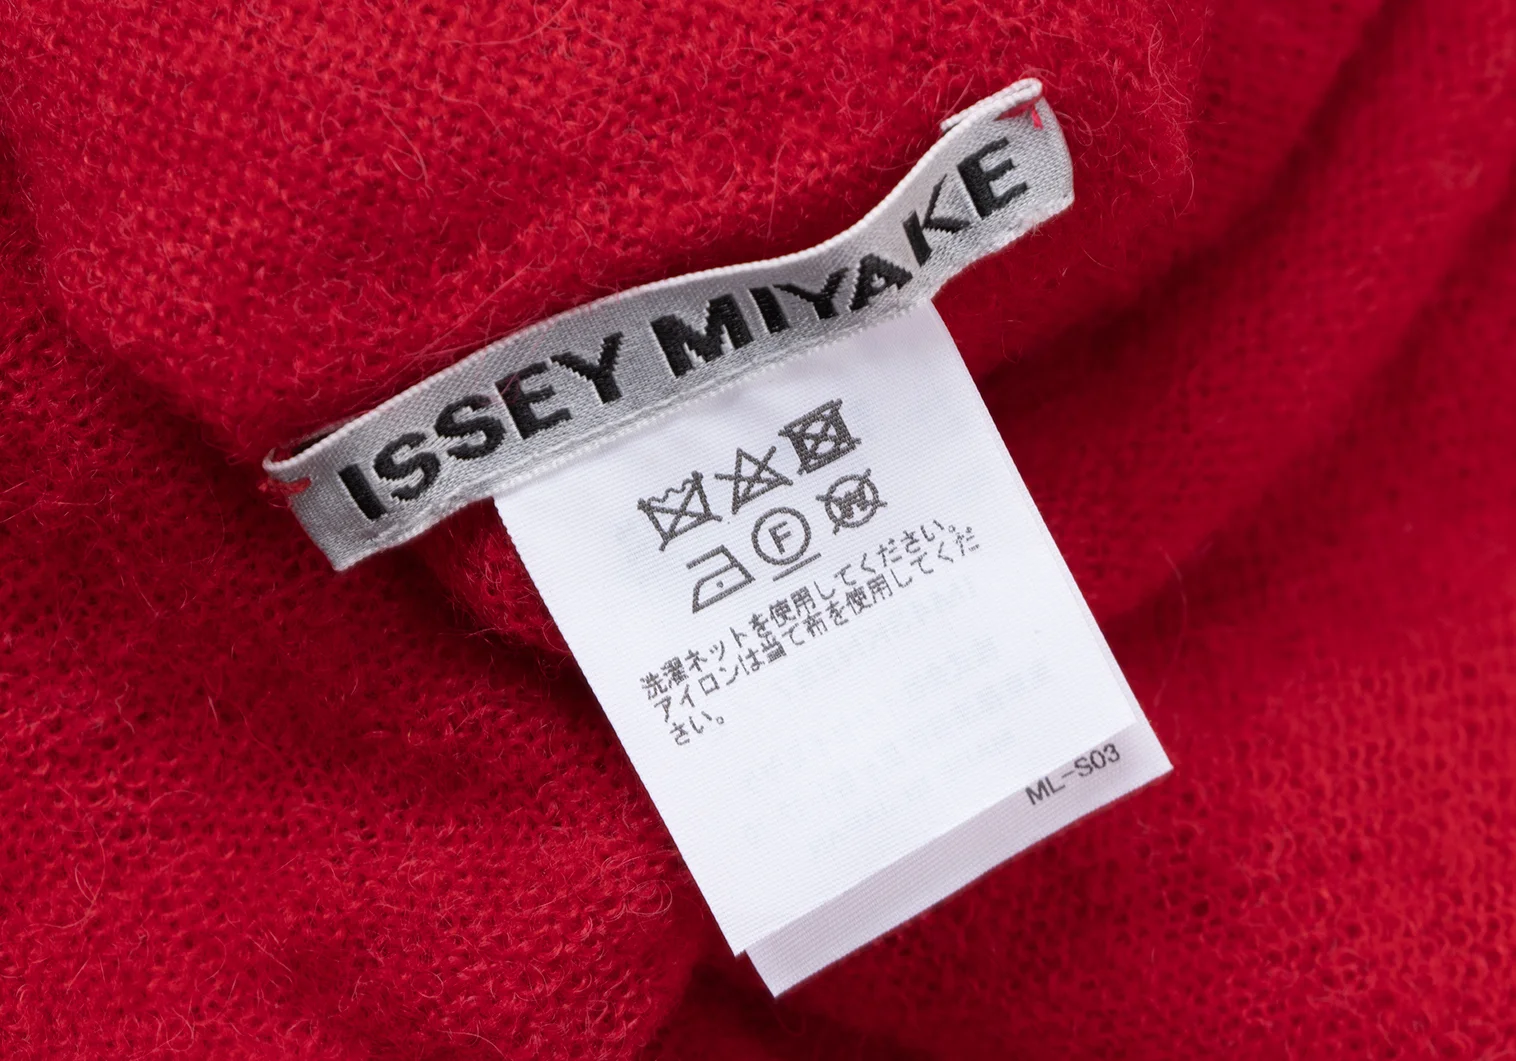 ISSEY MIYAKE
F
W
洗濯ネットを使用してください。
アイロンは当て布を使用してくだ
さい。
ML-S03